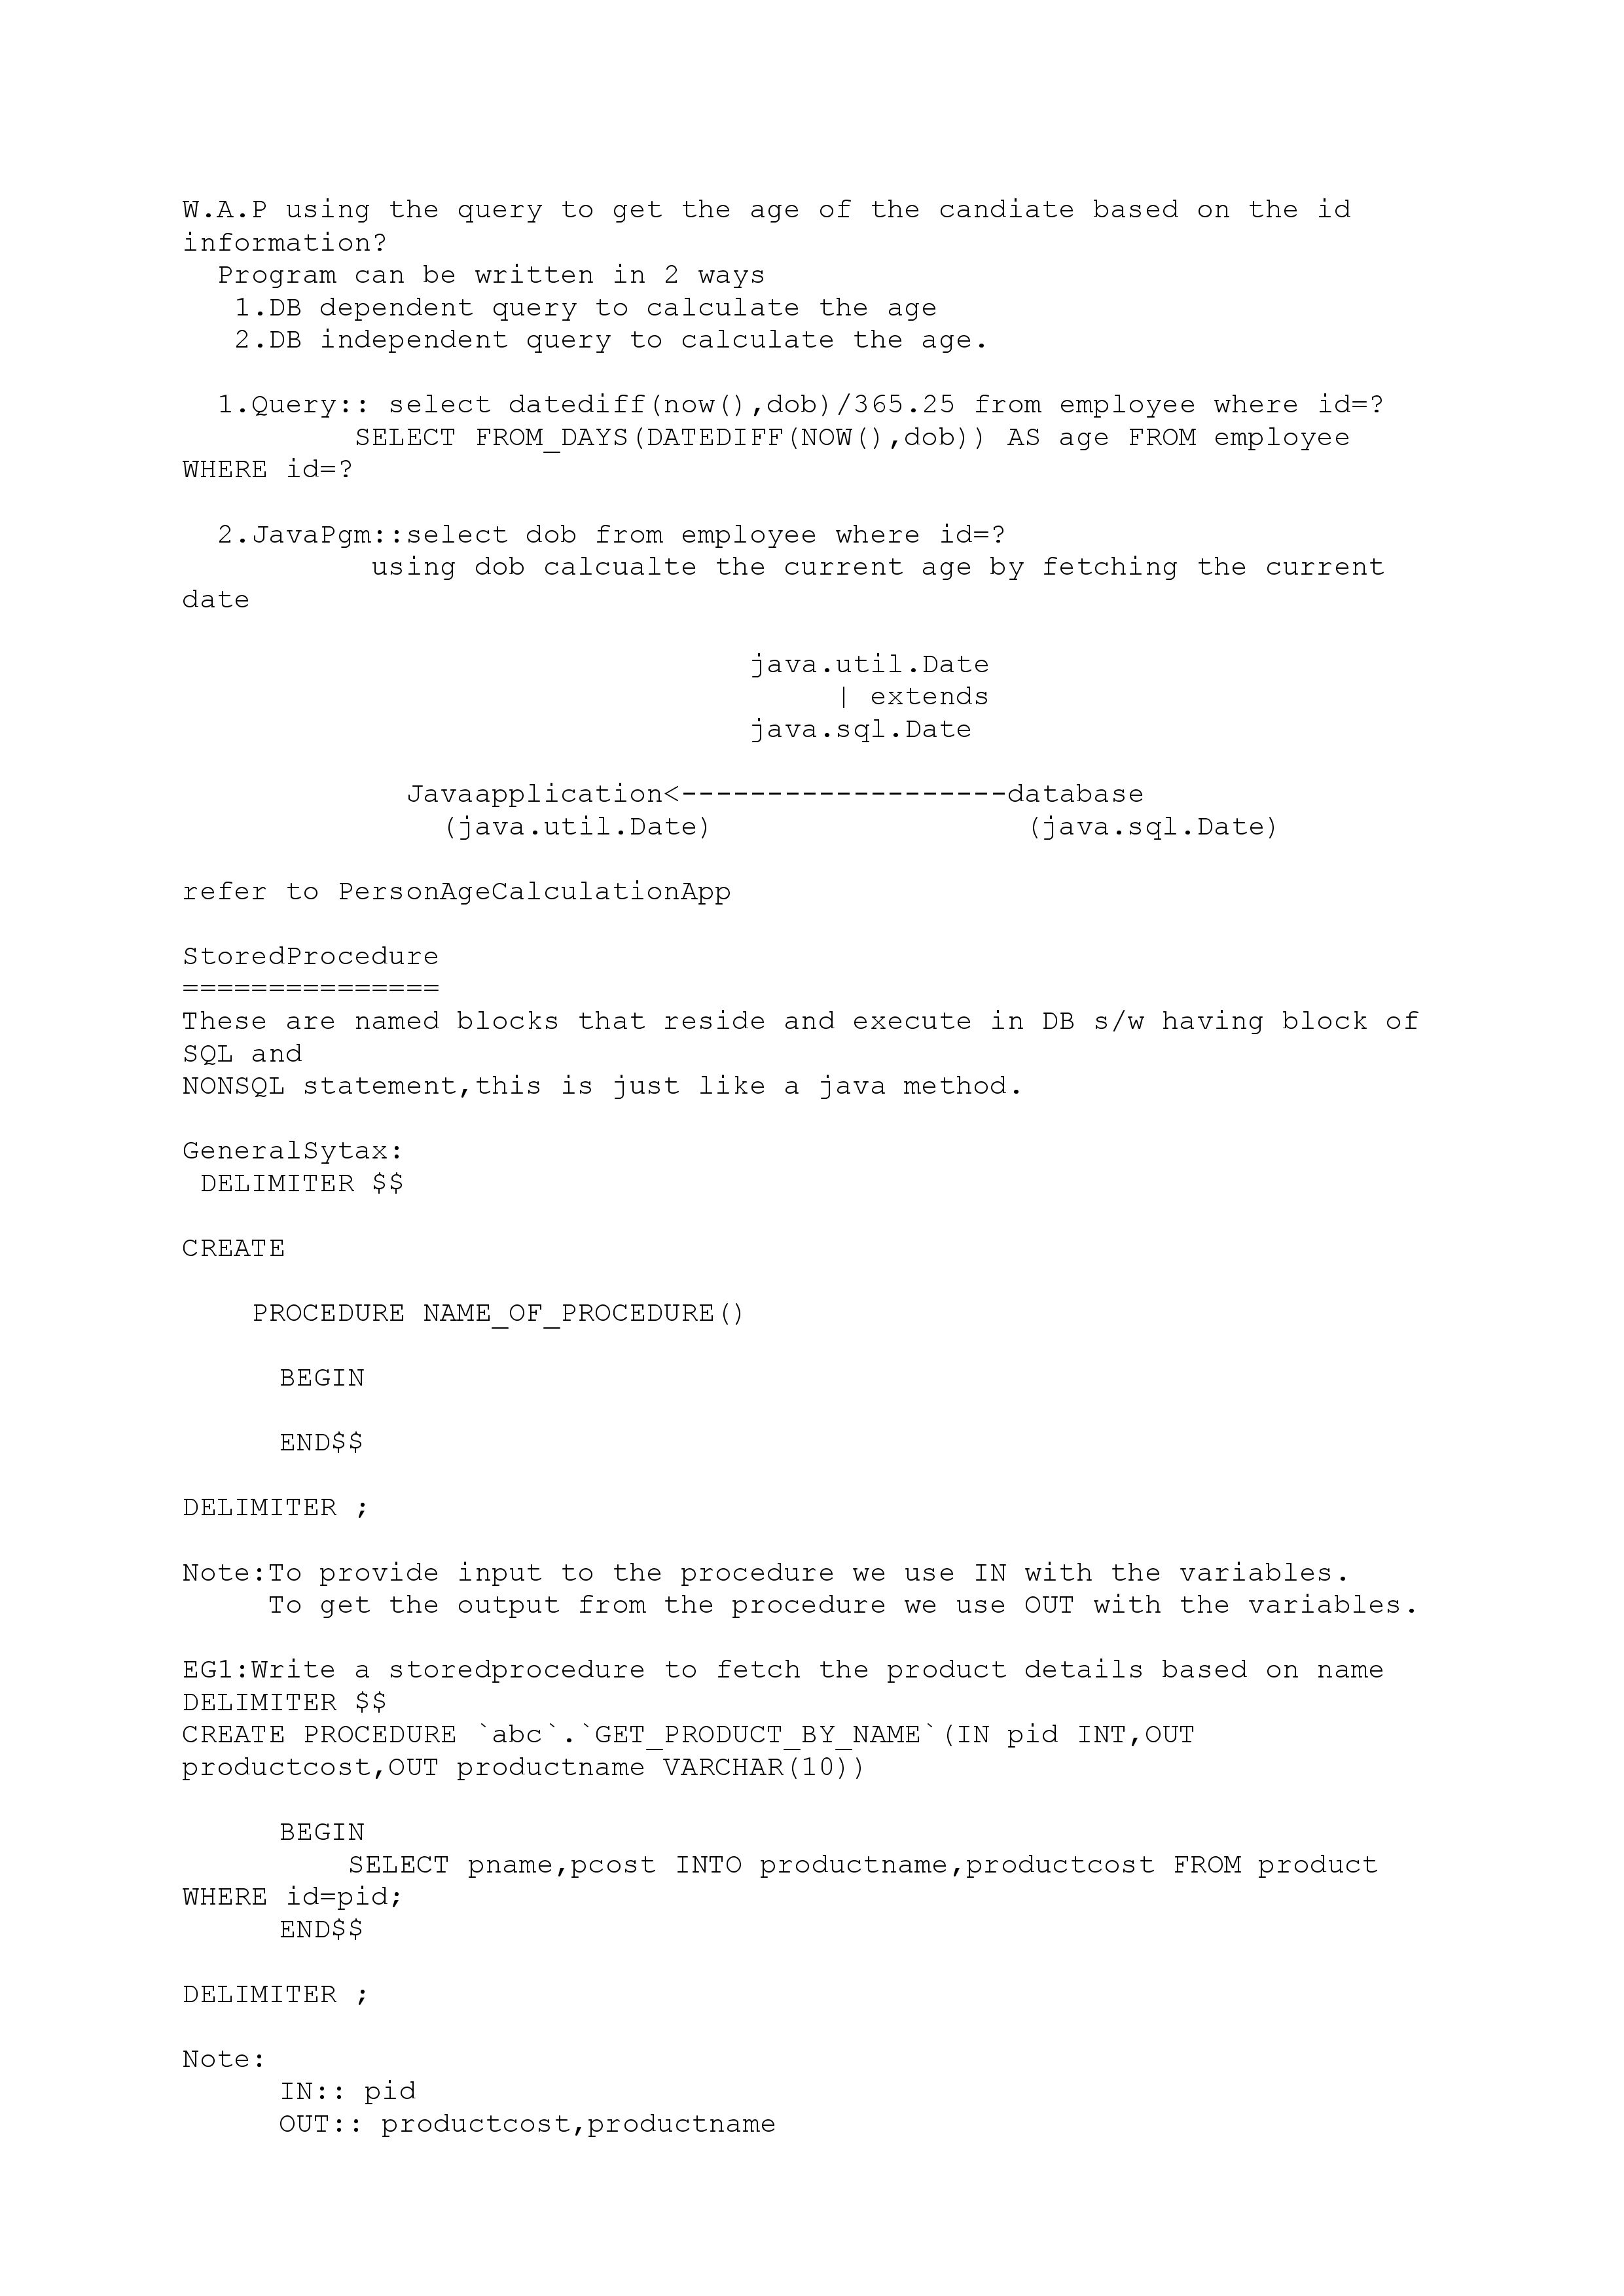 W.A.P using the query to get the age of the candiate based on the id
information?
Program can be written in 2 ways
1.DB dependent query to calculate the age
2.DB independent query to calculate the age.
1.Query:: select datediff(now(),dob)/365.25 from employee where id=?
SELECT FROM_DAYS(DATEDIFF(NOW(),dob)) AS age FROM employee
WHERE id=?
2.JavaPgm::select dob from employee where id=?
using dob calcualte the current age by fetching the current
date
java.util.Date
| extends
java.sql.Date
Javaapplication<-------------------database
(java.util.Date) (java.sql.Date)
refer to PersonAgeCalculationApp
StoredProcedure
===============
These are named blocks that reside and execute in DB s/w having block of
SQL and
NONSQL statement,this is just like a java method.
GeneralSytax:
DELIMITER $$
CREATE
PROCEDURE NAME_OF_PROCEDURE()
BEGIN
END$$
DELIMITER ;
Note:To provide input to the procedure we use IN with the variables.
To get the output from the procedure we use OUT with the variables.
EG1:Write a storedprocedure to fetch the product details based on name
DELIMITER $$
CREATE PROCEDURE `abc`.`GET_PRODUCT_BY_NAME`(IN pid INT,OUT
productcost,OUT productname VARCHAR(10))
BEGIN
SELECT pname,pcost INTO productname,productcost FROM product
WHERE id=pid;
END$$
DELIMITER ;
Note:
IN:: pid
OUT:: productcost,productname